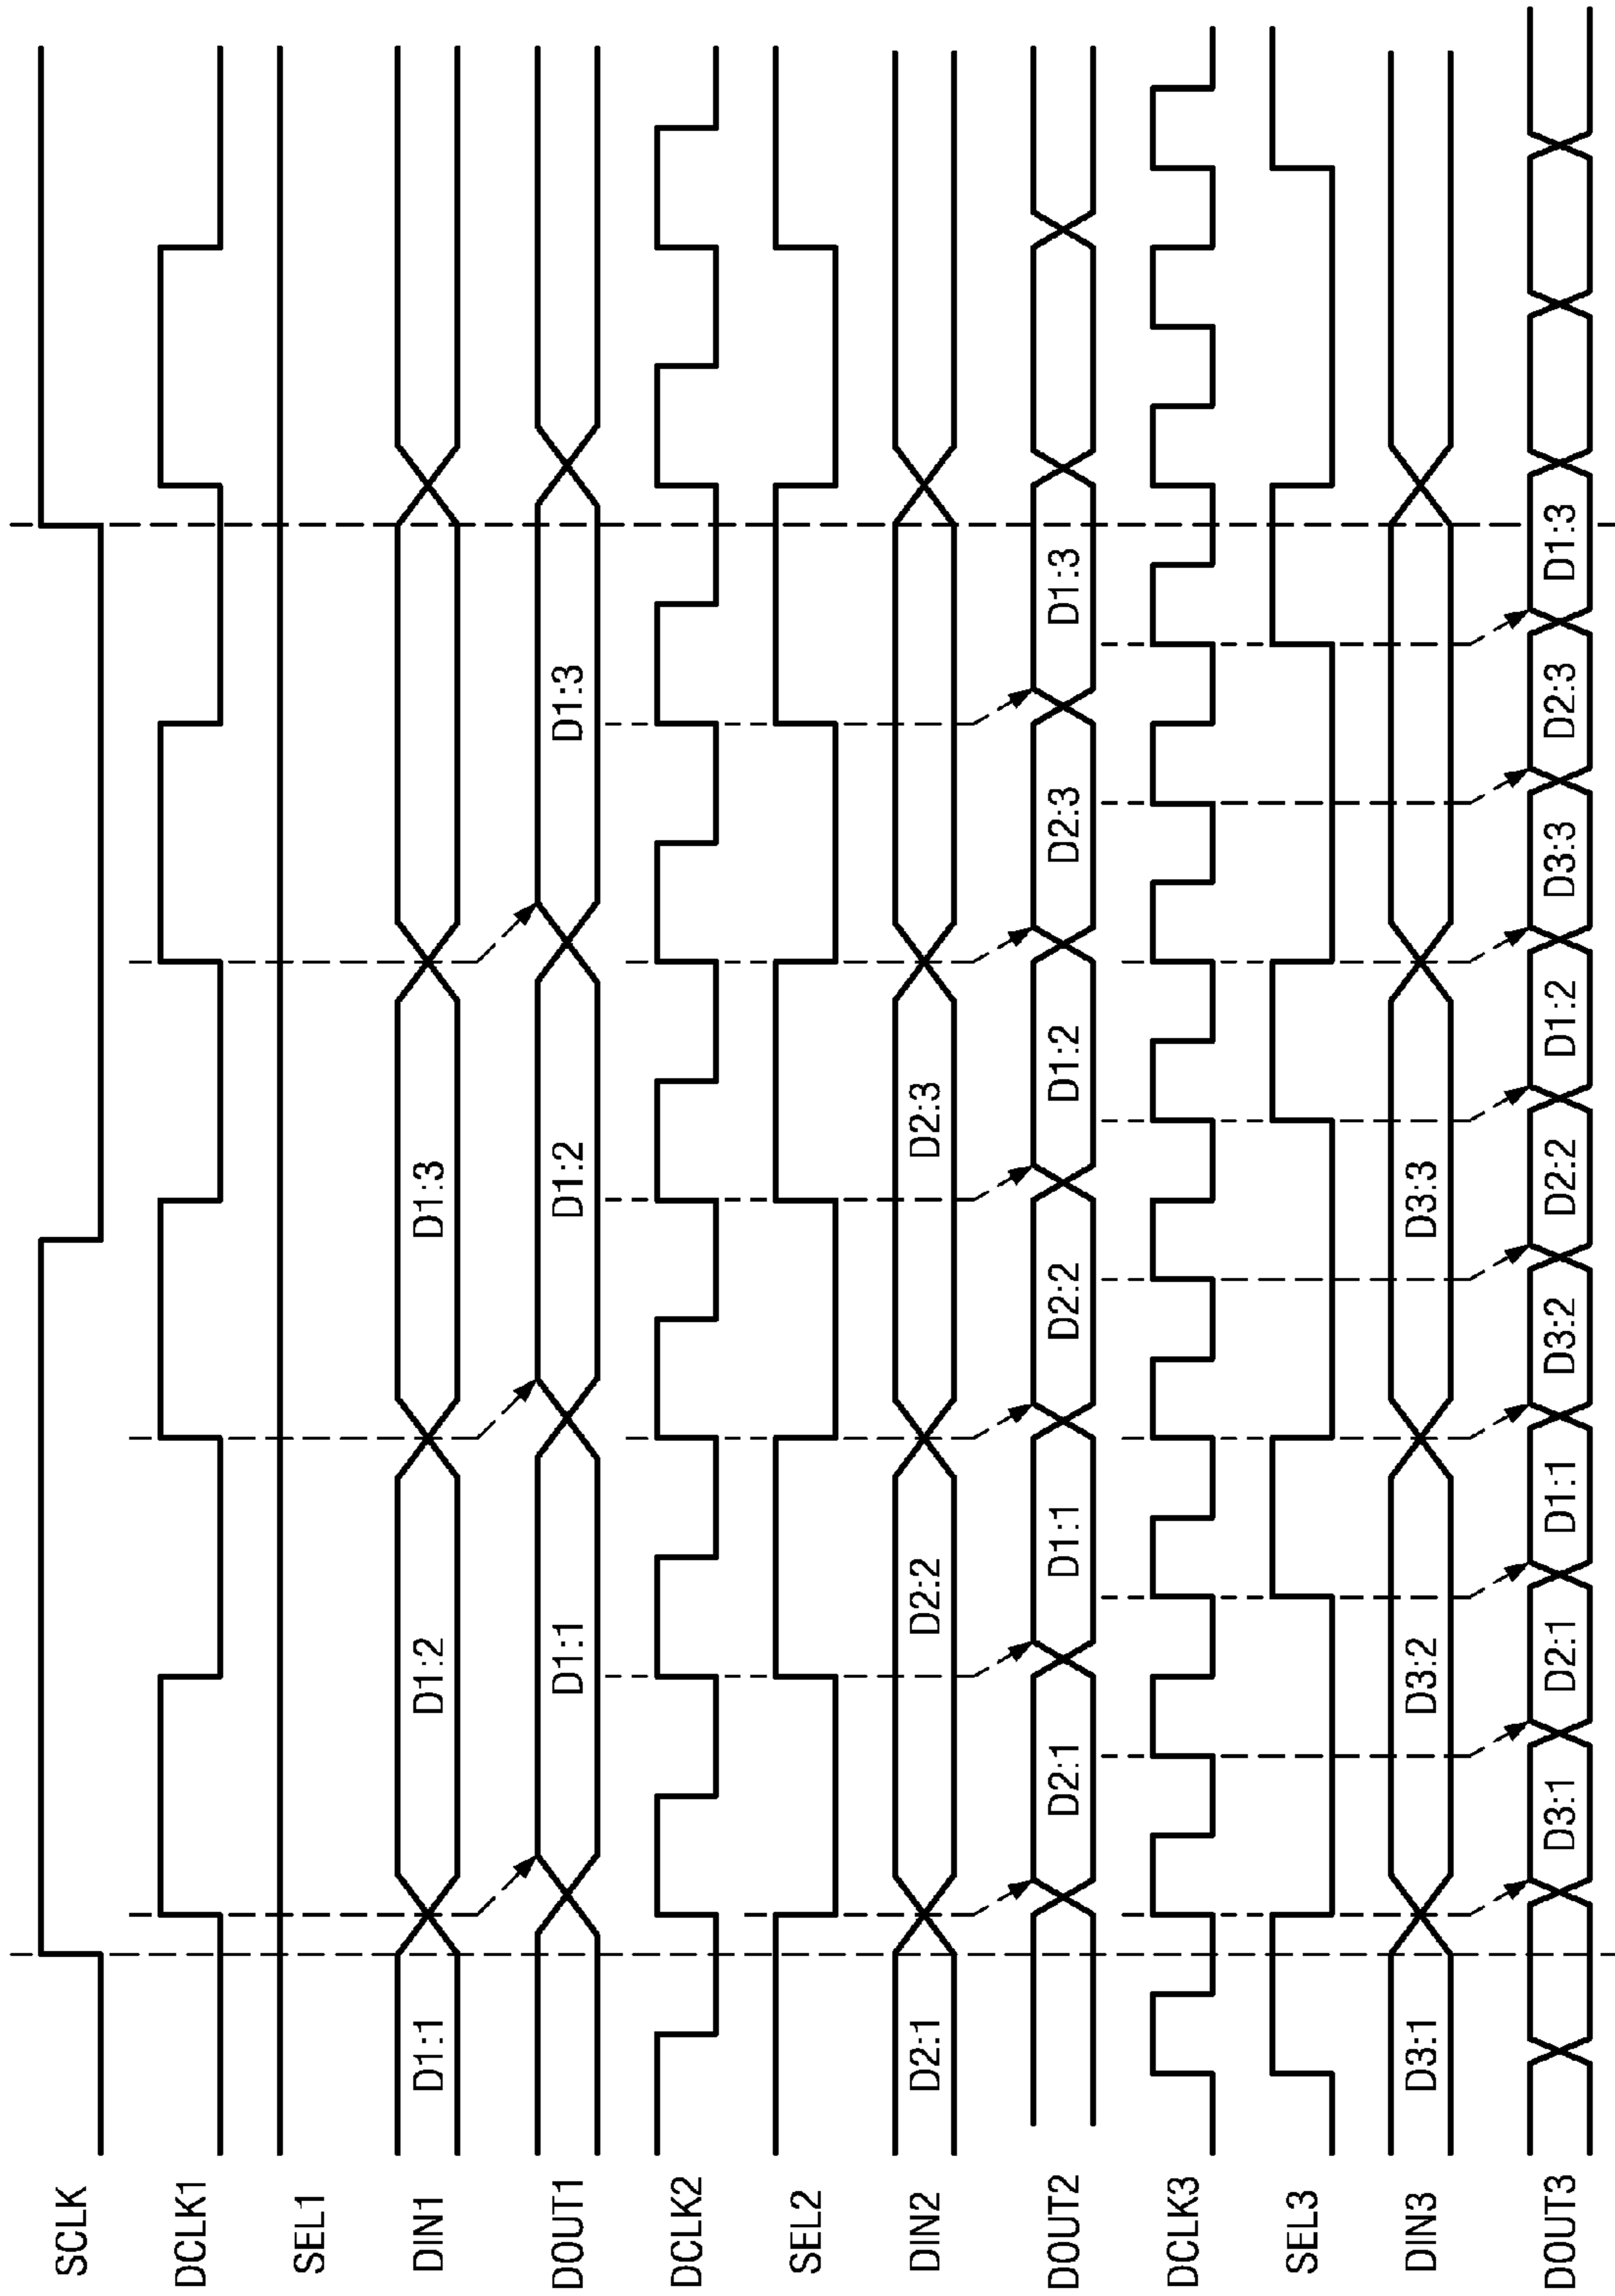 SCLK
DCLK1
SEL1
DIN1 D1:1 D1:2 D1:3
DOUT1 D1:1 D1:2 D1:3
DCLK2
SEL2
DIN2 D2:1 D2:2 D2:3
DOUT2 D2:1 D1:1 D2:2 D1:2 D2:3 D1:3
DCLK3
SEL3
DIN3 D3:1 D3:2 D3:3
DOUT3 D3:1 D2:1 D1:1 D3:2 D2:2 D1:2 D3:3 D2:3 D1:3